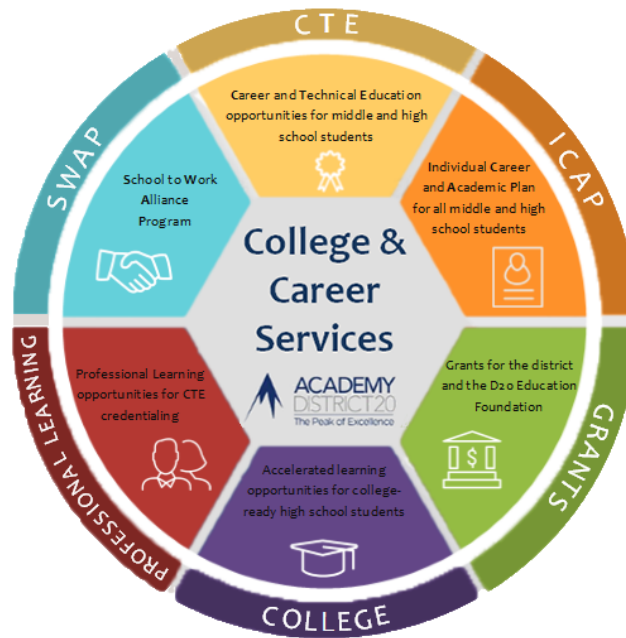 CTE
Career and Technical Education
opportunities for middle and high
school students
ICAP
Individual Career
and Academic Plan
for all middle and high
school students
GRANTS
Grants for the district
and the D20 Education
Foundation
$
COLLEGE
Accelerated learning
opportunities for college-
ready high school students
PROFESSIONAL LEARNING
Professional Learning
opportunities for CTE
credentialing
SWAP
School to Work
Alliance
Program
College &
Career
Services
ACADEMY
DISTRICT20
The Peak of Excellence